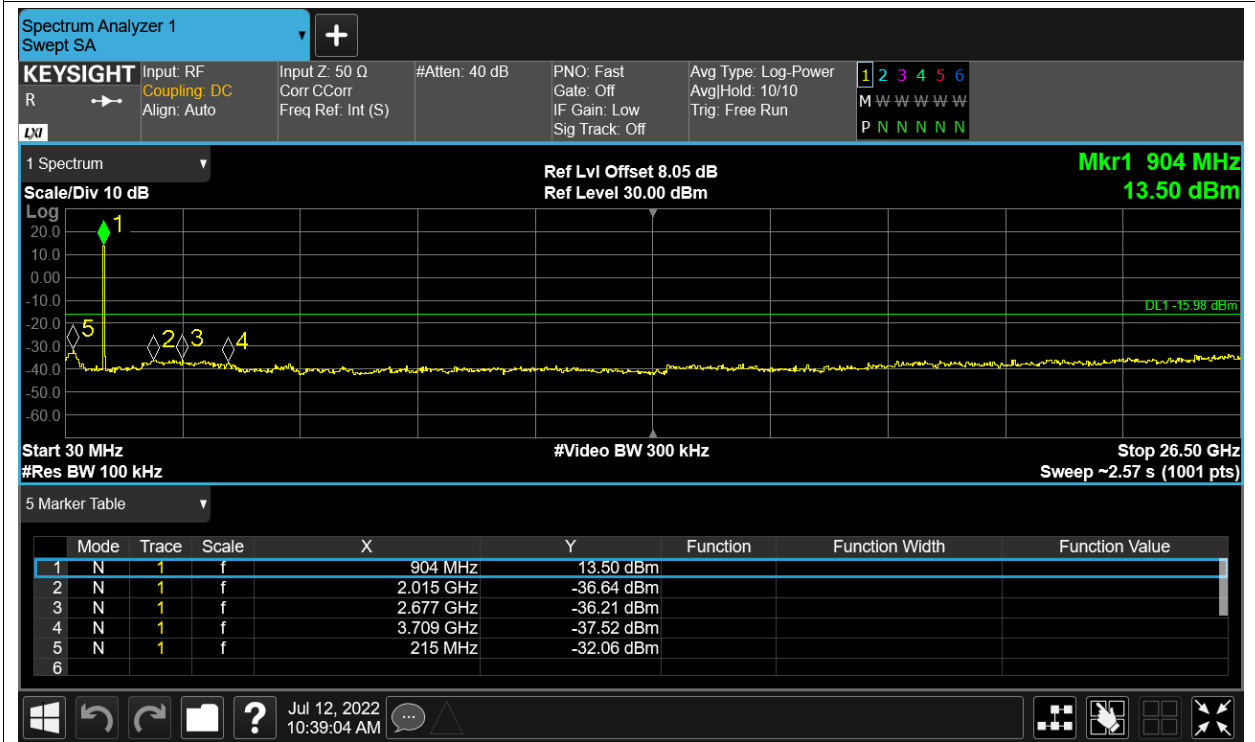 Spectrum Analyzer 1
Swept SA
+
KEYSIGHT
R
LXI
Input: RF
Coupling: DC
Align: Auto
Input Z: 50 Ω
Corr CCorr
Freq Ref: Int (S)
#Atten: 40 dB
PNO: Fast
Gate: Off
IF Gain: Low
Sig Track: Off
Avg Type: Log-Power
Avg|Hold: 10/10
Trig: Free Run
1 2 3 4 5 6
M W W W W W
P N N N N N
1 Spectrum
Scale/Div 10 dB
Ref Lvl Offset 8.05 dB
Ref Level 30.00 dBm
Mkr1 904 MHz
13.50 dBm
Log
20.0
10.0
0.00
-10.0
-20.0
-30.0
-40.0
-50.0
-60.0
1
DL1 -15.98 dBm
5
2
3
4
Start 30 MHz
#Res BW 100 kHz
#Video BW 300 kHz
Stop 26.50 GHz
Sweep ~2.57 s (1001 pts)
5 Marker Table
Mode Trace Scale X Y Function Function Width Function Value
1 N 1 f 904 MHz 13.50 dBm
2 N 1 f 2.015 GHz -36.64 dBm
3 N 1 f 2.677 GHz -36.21 dBm
4 N 1 f 3.709 GHz -37.52 dBm
5 N 1 f 215 MHz -32.06 dBm
6
?
Jul 12, 2022
10:39:04 AM